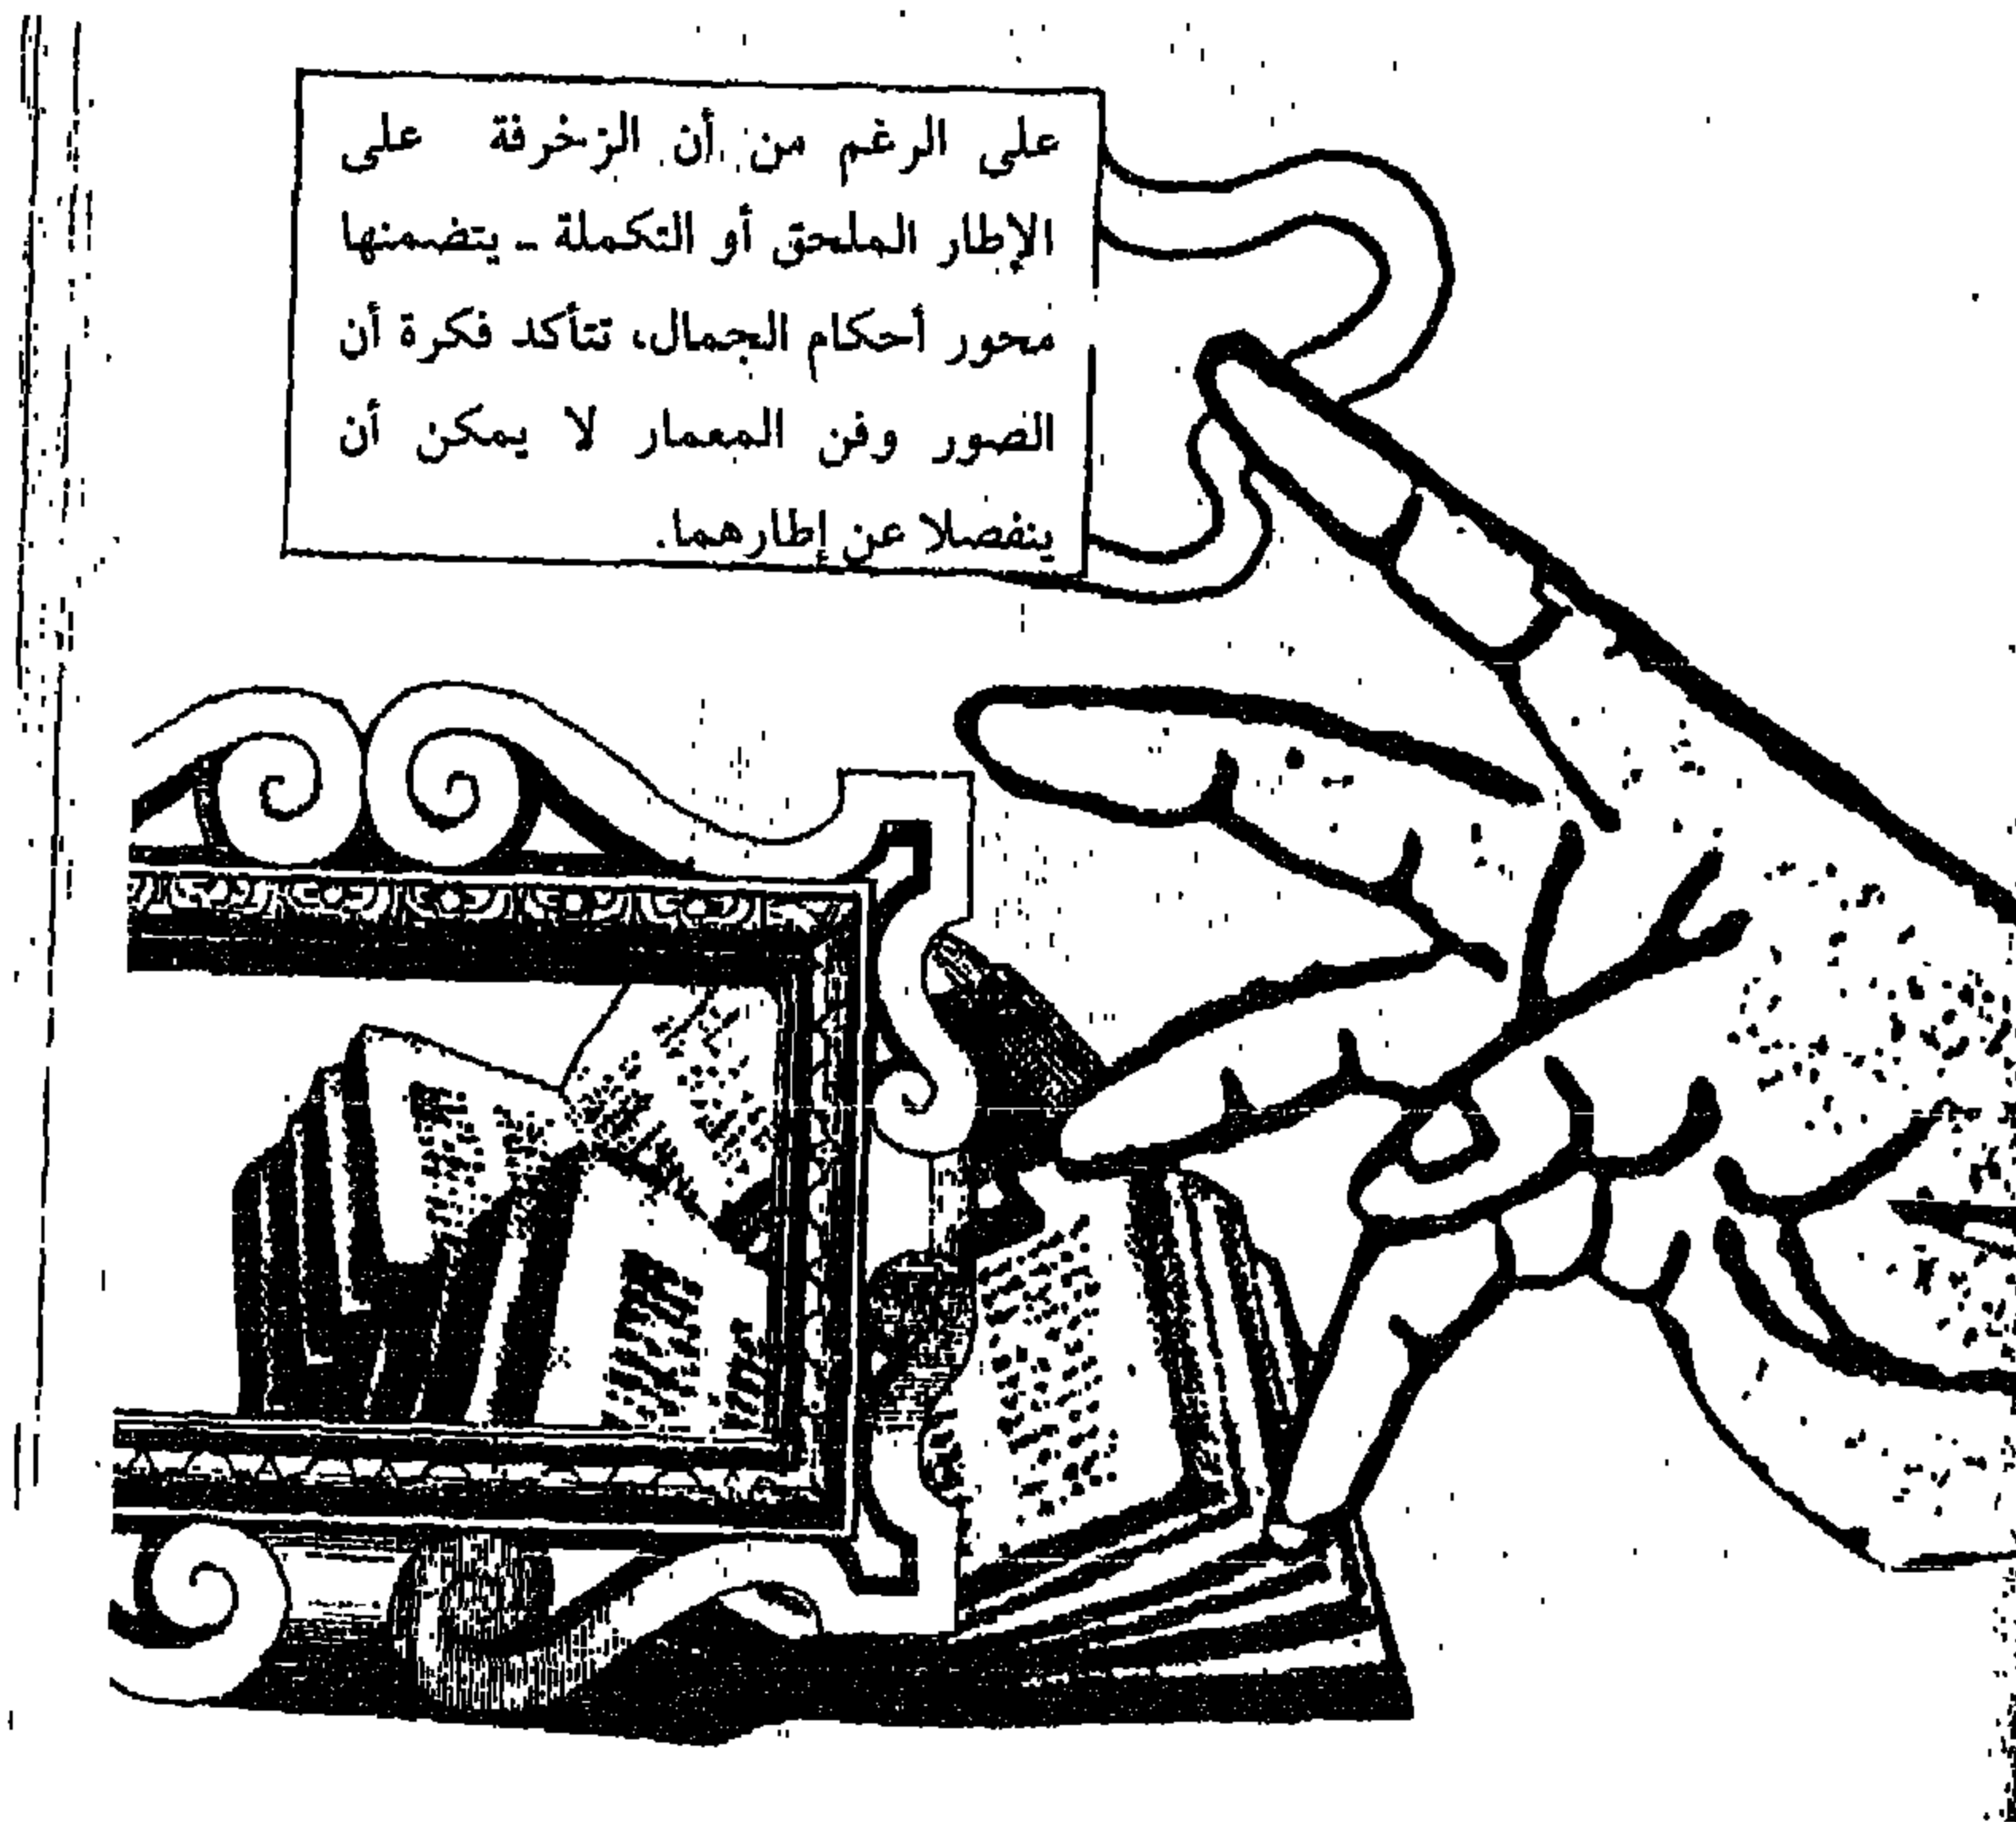 على الرغم من أن الزخرفة على
الإطار الملحق أو التكملة ـ يتضمنها
محور أحكام الجمال، تتأكد فكرة أن
الصور وفن المعمار لا يمكن أن
ينفصلا عن إطارهما.